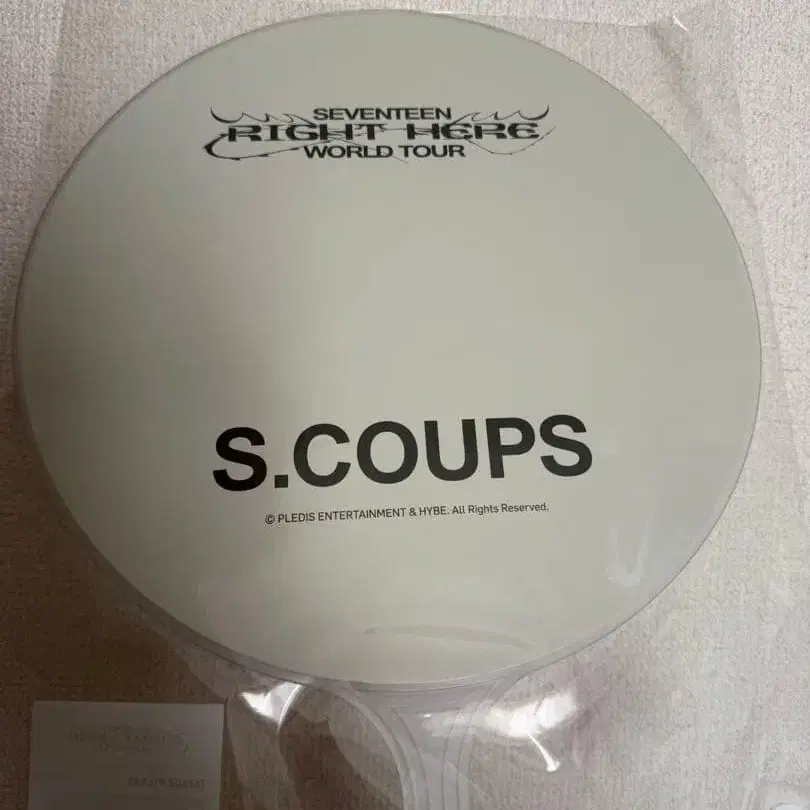 SEVENTEEN
RIGHT HERE
WORLD TOUR
S.COUPS
© PLEDIS ENTERTAINMENT & HYBE. All Rights Reserved.